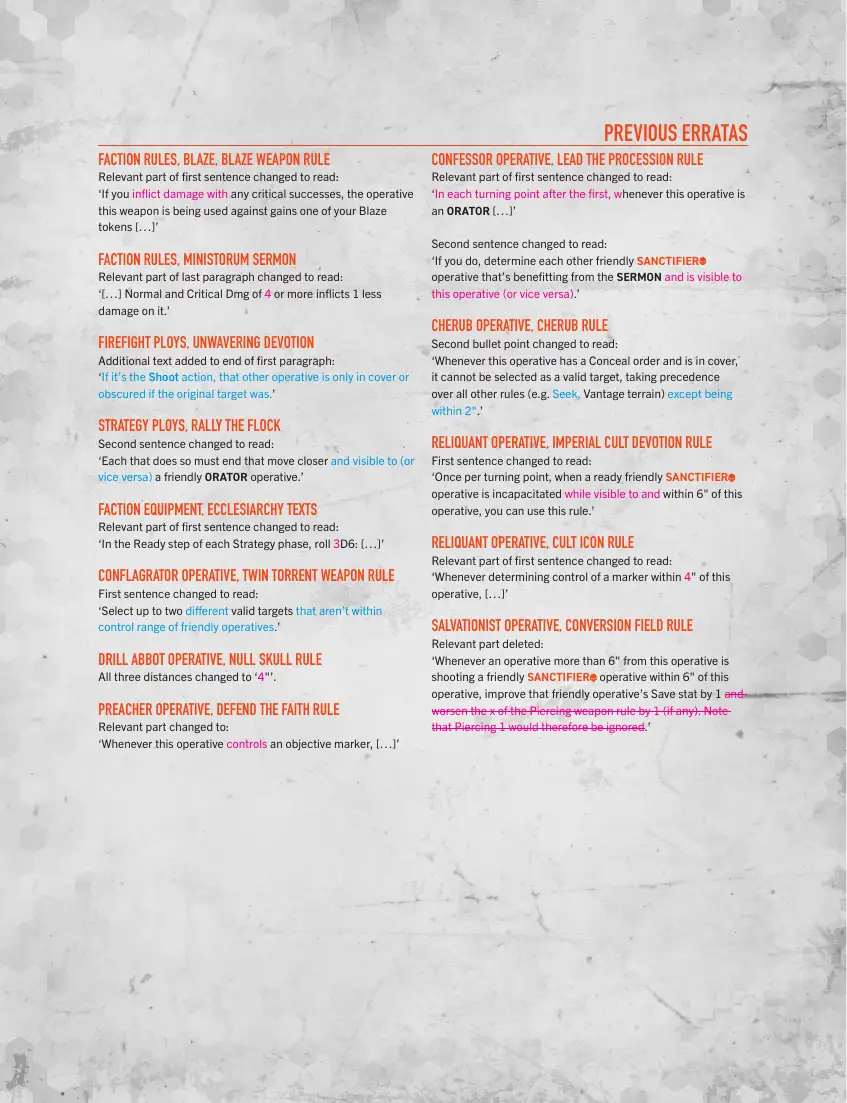 PREVIOUS ERRATAS
FACTION RULES, BLAZE, BLAZE WEAPON RULE
Relevant part of first sentence changed to read:
‘If you inflict damage with any critical successes, the operative
this weapon is being used against gains one of your Blaze
tokens […]’
FACTION RULES, MINISTORUM SERMON
Relevant part of last paragraph changed to read:
‘[…] Normal and Critical Dmg of 4 or more inflicts 1 less
damage on it.’
FIREFIGHT PLOYS, UNWAVERING DEVOTION
Additional text added to end of first paragraph:
‘If it’s the Shoot action, that other operative is only in cover or
obscured if the original target was.’
STRATEGY PLOYS, RALLY THE FLOCK
Second sentence changed to read:
‘Each that does so must end that move closer and visible to (or
vice versa) a friendly ORATOR operative.’
FACTION EQUIPMENT, ECCLESIARCHY TEXTS
Relevant part of first sentence changed to read:
‘In the Ready step of each Strategy phase, roll 3D6: […]’
CONFLAGRATOR OPERATIVE, TWIN TORRENT WEAPON RULE
First sentence changed to read:
‘Select up to two different valid targets that aren’t within
control range of friendly operatives.’
DRILL ABBOT OPERATIVE, NULL SKULL RULE
All three distances changed to ‘4"’.
PREACHER OPERATIVE, DEFEND THE FAITH RULE
Relevant part changed to:
‘Whenever this operative controls an objective marker, […]’
CONFESSOR OPERATIVE, LEAD THE PROCESSION RULE
Relevant part of first sentence changed to read:
‘In each turning point after the first, whenever this operative is
an ORATOR […]’
Second sentence changed to read:
‘If you do, determine each other friendly SANCTIFIER
operative that’s benefitting from the SERMON and is visible to
this operative (or vice versa).’
CHERUB OPERATIVE, CHERUB RULE
Second bullet point changed to read:
‘Whenever this operative has a Conceal order and is in cover,
it cannot be selected as a valid target, taking precedence
over all other rules (e.g. Seek, Vantage terrain) except being
within 2".’
RELIQUANT OPERATIVE, IMPERIAL CULT DEVOTION RULE
First sentence changed to read:
‘Once per turning point, when a ready friendly SANCTIFIER
operative is incapacitated while visible to and within 6" of this
operative, you can use this rule.’
RELIQUANT OPERATIVE, CULT ICON RULE
Relevant part of first sentence changed to read:
‘Whenever determining control of a marker within 4" of this
operative, […]’
SALVATIONIST OPERATIVE, CONVERSION FIELD RULE
Relevant part deleted:
‘Whenever an operative more than 6" from this operative is
shooting a friendly SANCTIFIER operative within 6" of this
operative, improve that friendly operative’s Save stat by 1 and
worsen the x of the Piercing weapon rule by 1 (if any). Note
that Piercing 1 would therefore be ignored.’